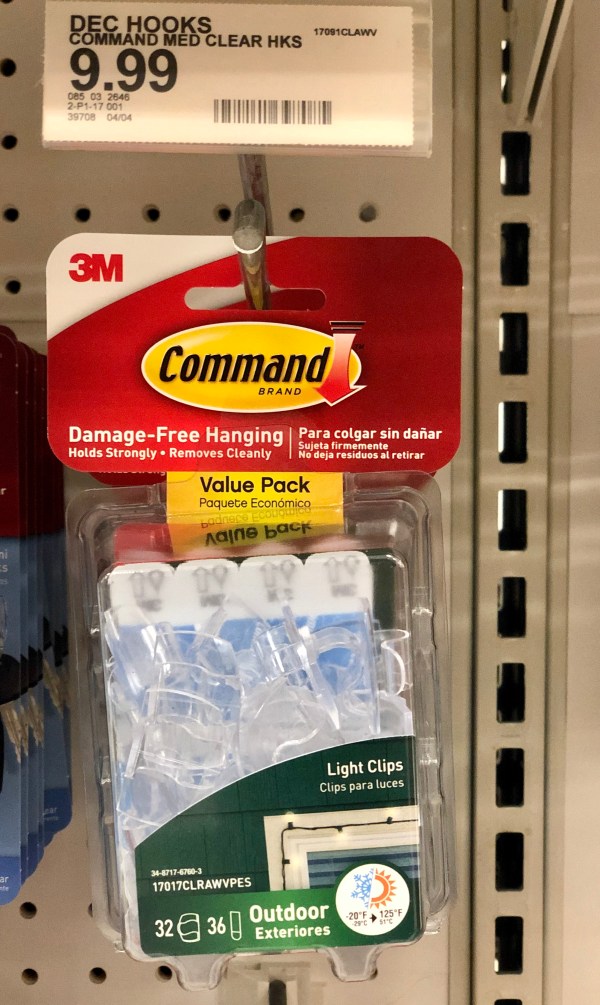 DEC HOOKS
COMMAND MED CLEAR HKS 17091CLAWV
9.99
085 03 2646
2-P1-17 001
39708 04/04
3M
Command
BRAND
Damage-Free Hanging
Holds Strongly • Removes Cleanly
Para colgar sin dañar
Sujeta firmemente
No deja residuos al retirar
Value Pack
Paquete Económico
Light Clips
Clips para luces
34-8717-6760-3
17017CLRAWVPES
32 36 Outdoor
Exteriores
-20°F 125°F
-29°C 51°C